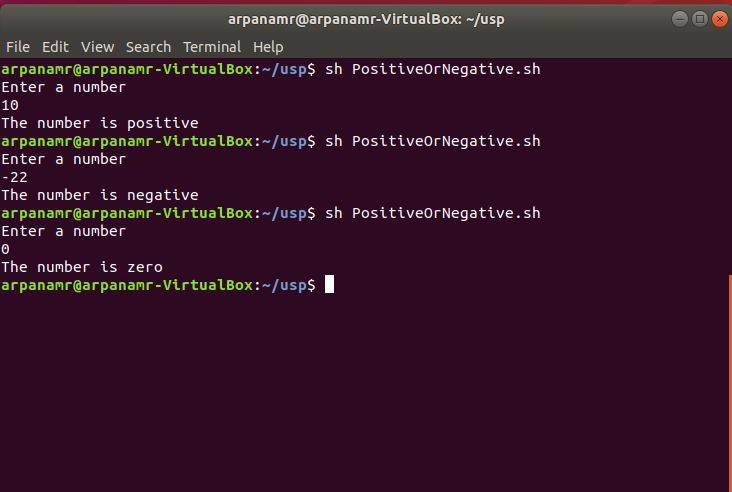 arpanamr@arpanamr-VirtualBox: ~/usp
File Edit View Search Terminal Help
arpanamr@arpanamr-VirtualBox:~/usp$ sh PositiveOrNegative.sh
Enter a number
10
The number is positive
arpanamr@arpanamr-VirtualBox:~/usp$ sh PositiveOrNegative.sh
Enter a number
-22
The number is negative
arpanamr@arpanamr-VirtualBox:~/usp$ sh PositiveOrNegative.sh
Enter a number
0
The number is zero
arpanamr@arpanamr-VirtualBox:~/usp$